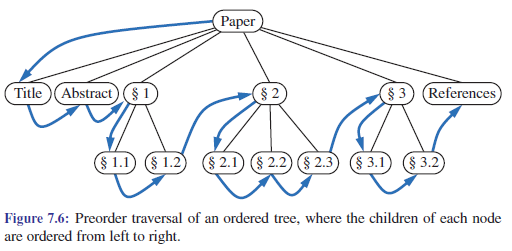 Paper
Title Abstract § 1 § 2 § 3 References
§ 1.1 § 1.2 § 2.1 § 2.2 § 2.3 § 3.1 § 3.2
Figure 7.6: Preorder traversal of an ordered tree, where the children of each node
are ordered from left to right.